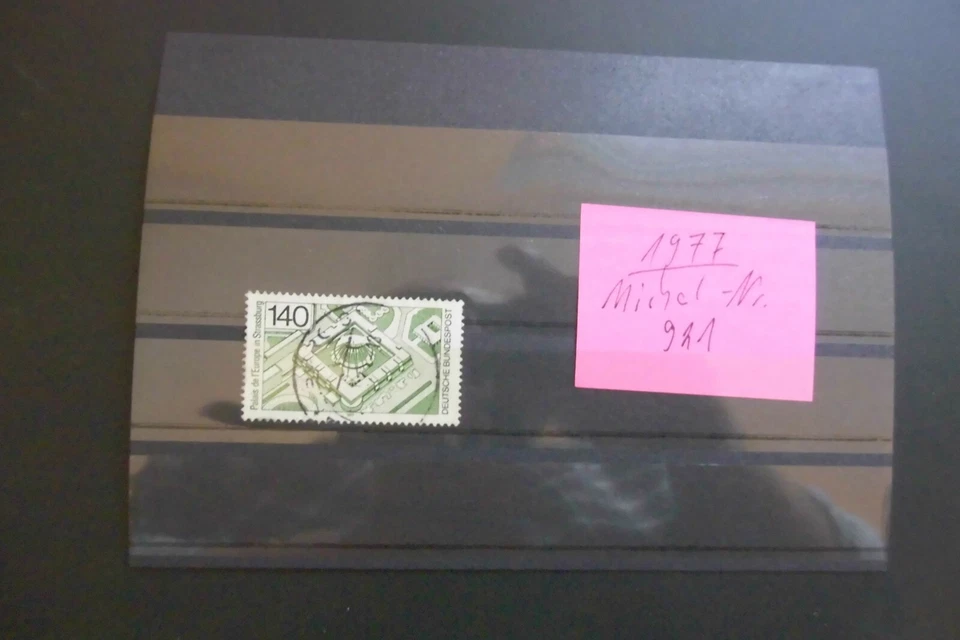 140
Palais de l'Europe in Strassburg
DEUTSCHE BUNDESPOST
1977
Michel-Nr.
921